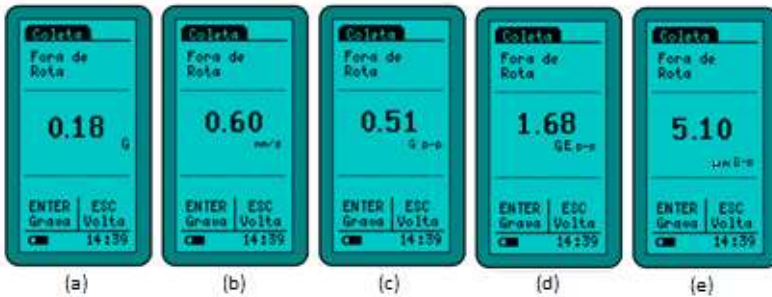 Coleta
Fora de
Rota
0.18
G
ENTER ESC
Grava Volta
14:39
(a)
Coleta
Fora de
Rota
0.60
mm/s
ENTER ESC
Grava Volta
14:39
(b)
Coleta
Fora de
Rota
0.51
G p-p
ENTER ESC
Grava Volta
14:39
(c)
Coleta
Fora de
Rota
1.68
GE p-p
ENTER ESC
Grava Volta
14:39
(d)
Coleta
Fora de
Rota
5.10
µm p-p
ENTER ESC
Grava Volta
14:39
(e)